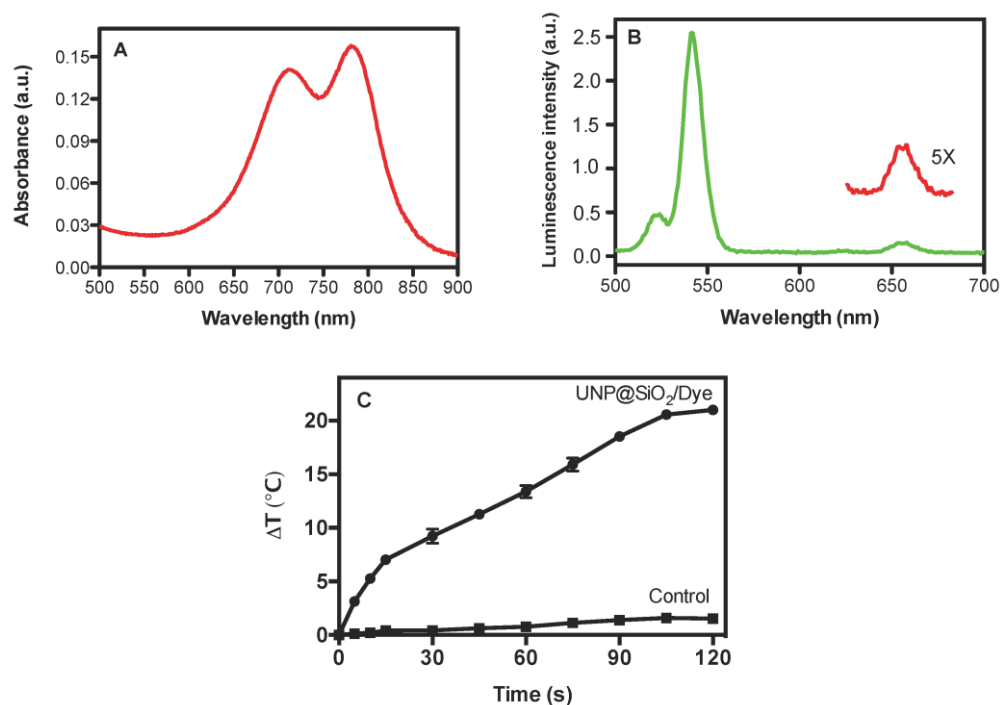 A
Absorbance (a.u.)
0.15
0.12
0.09
0.06
0.03
0.00
500 550 600 650 700 750 800 850 900
Wavelength (nm)
B
Luminescence intensity (a.u.)
2.5
2.0
1.5
1.0
0.5
0.0
5X
500 550 600 650 700
Wavelength (nm)
C
UNP@SiO₂/Dye
ΔT (°C)
20
15
10
5
0
Control
0 30 60 90 120
Time (s)